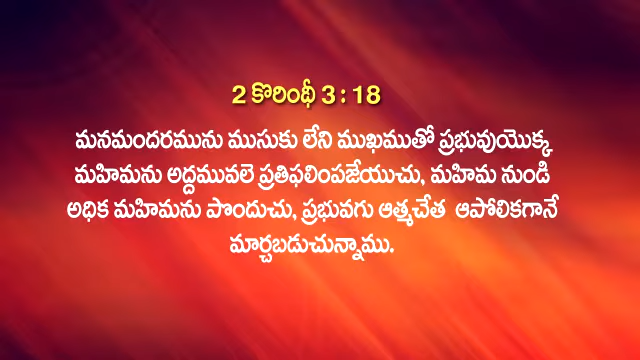 2 కొరింథీ 3 : 18
మనమందరమును ముసుకు లేని ముఖముతో ప్రభువుయొక్క
మహిమను అద్దమువలె ప్రతిఫలింపజేయుచు, మహిమ నుండి
అధిక మహిమను పొందుచు, ప్రభువగు ఆత్మచేత ఆపోలికగానే
మార్చబడుచున్నాము.